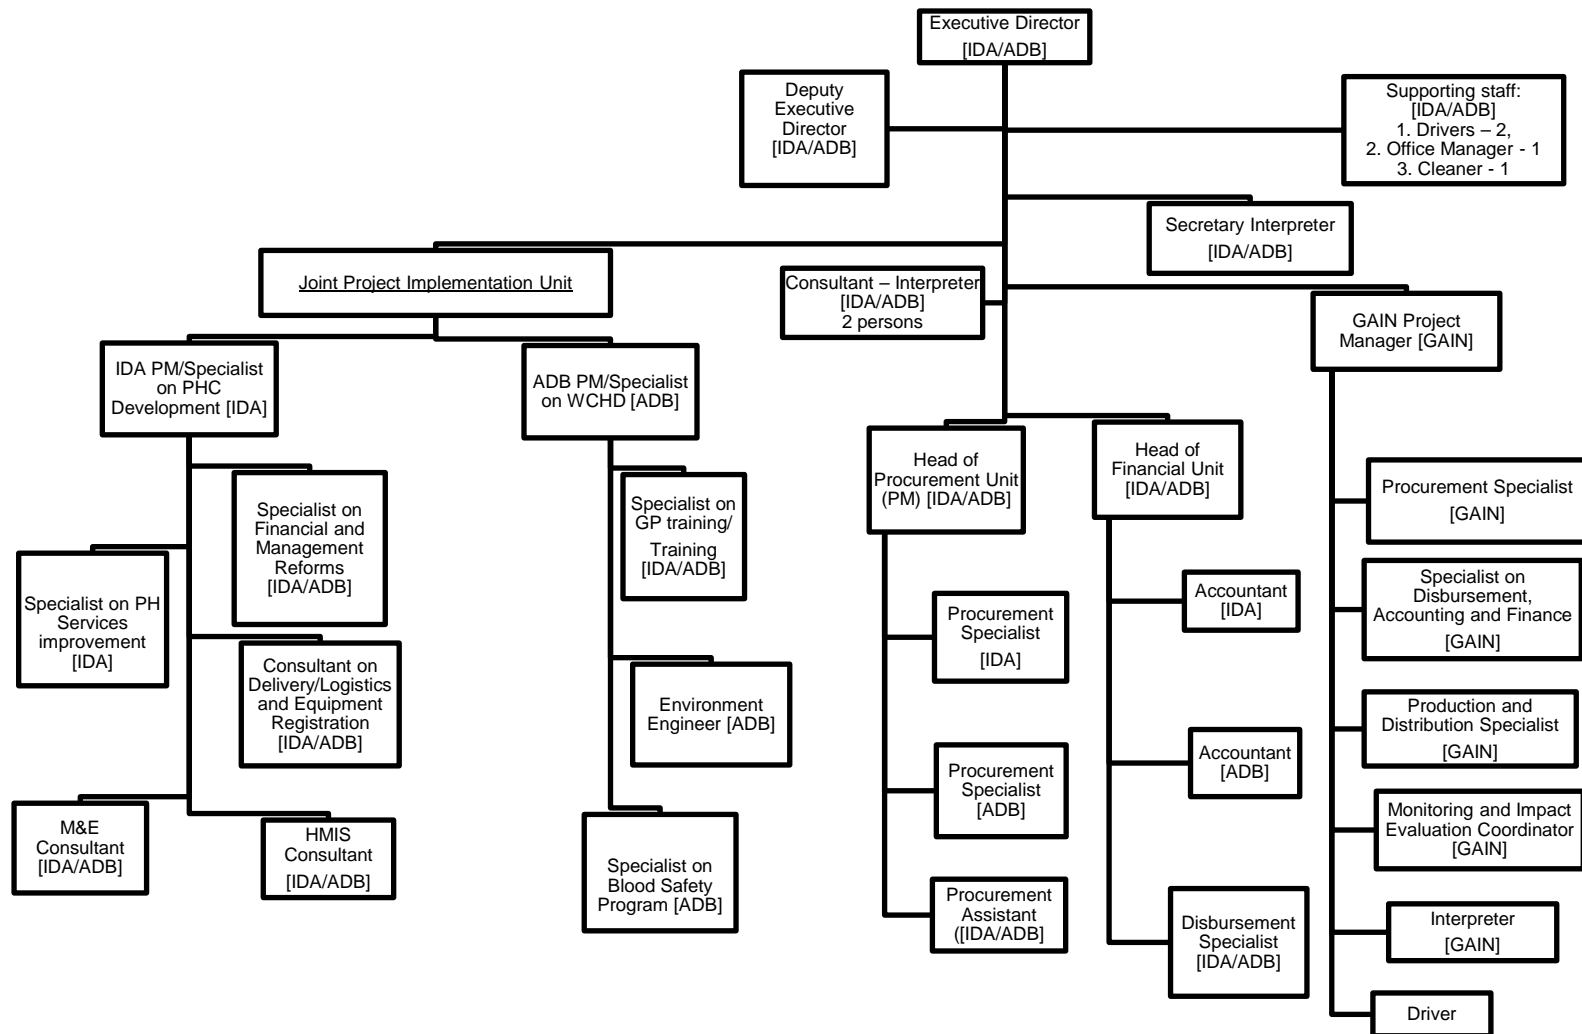 Executive Director
[IDA/ADB]
Deputy
Executive
Director
[IDA/ADB]
Supporting staff:
[IDA/ADB]
1. Drivers – 2,
2. Office Manager - 1
3. Cleaner - 1
Secretary Interpreter
[IDA/ADB]
Joint Project Implementation Unit
Consultant – Interpreter
[IDA/ADB]
2 persons
GAIN Project
Manager [GAIN]
IDA PM/Specialist
on PHC
Development [IDA]
ADB PM/Specialist
on WCHD [ADB]
Head of
Procurement Unit
(PM) [IDA/ADB]
Head of
Financial Unit
[IDA/ADB]
Specialist on
Financial and
Management
Reforms
[IDA/ADB]
Specialist on PH
Services
improvement
[IDA]
Consultant on
Delivery/Logistics
and Equipment
Registration
[IDA/ADB]
M&E
Consultant
[IDA/ADB]
HMIS
Consultant
[IDA/ADB]
Specialist on
GP training/
Training
[IDA/ADB]
Environment
Engineer [ADB]
Specialist on
Blood Safety
Program [ADB]
Procurement
Specialist
[IDA]
Procurement
Specialist
[ADB]
Procurement
Assistant
([IDA/ADB]
Accountant
[IDA]
Accountant
[ADB]
Disbursement
Specialist
[IDA/ADB]
Procurement Specialist
[GAIN]
Specialist on
Disbursement,
Accounting and Finance
[GAIN]
Production and
Distribution Specialist
[GAIN]
Monitoring and Impact
Evaluation Coordinator
[GAIN]
Interpreter
[GAIN]
Driver